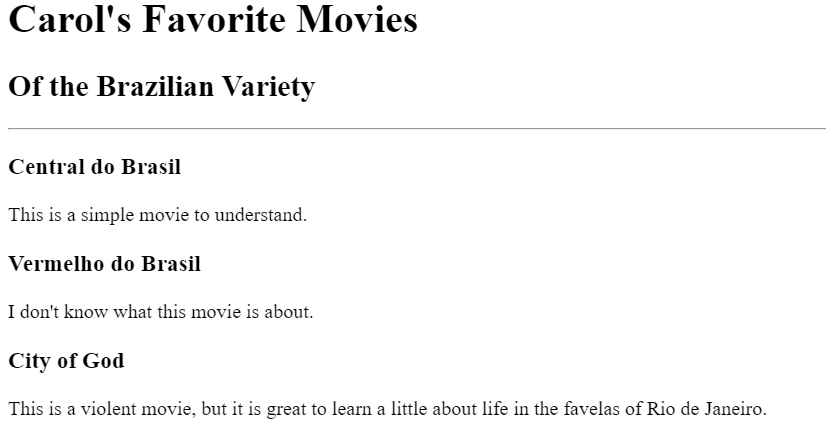 Carol's Favorite Movies
Of the Brazilian Variety
Central do Brasil
This is a simple movie to understand.
Vermelho do Brasil
I don't know what this movie is about.
City of God
This is a violent movie, but it is great to learn a little about life in the favelas of Rio de Janeiro.